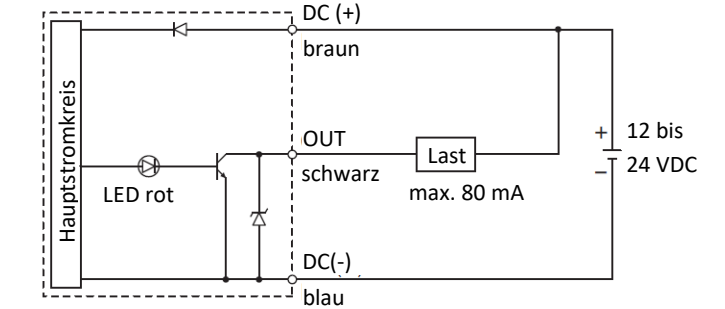 DC (+)
braun
Hauptstromkreis
OUT
schwarz
LED rot
Last
max. 80 mA
+
12 bis
−
24 VDC
DC(-)
blau